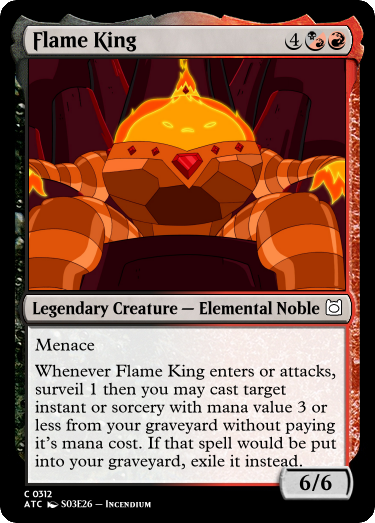 Flame King 4
Legendary Creature — Elemental Noble
Menace
Whenever Flame King enters or attacks,
surveil 1 then you may cast target
instant or sorcery with mana value 3 or
less from your graveyard without paying
it's mana cost. If that spell would be put
into your graveyard, exile it instead.
6/6
C 0312
ATC S03E26 — Incendium